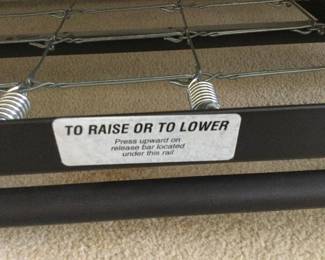 TO RAISE OR TO LOWER
Press upward on
release bar located
under this rail